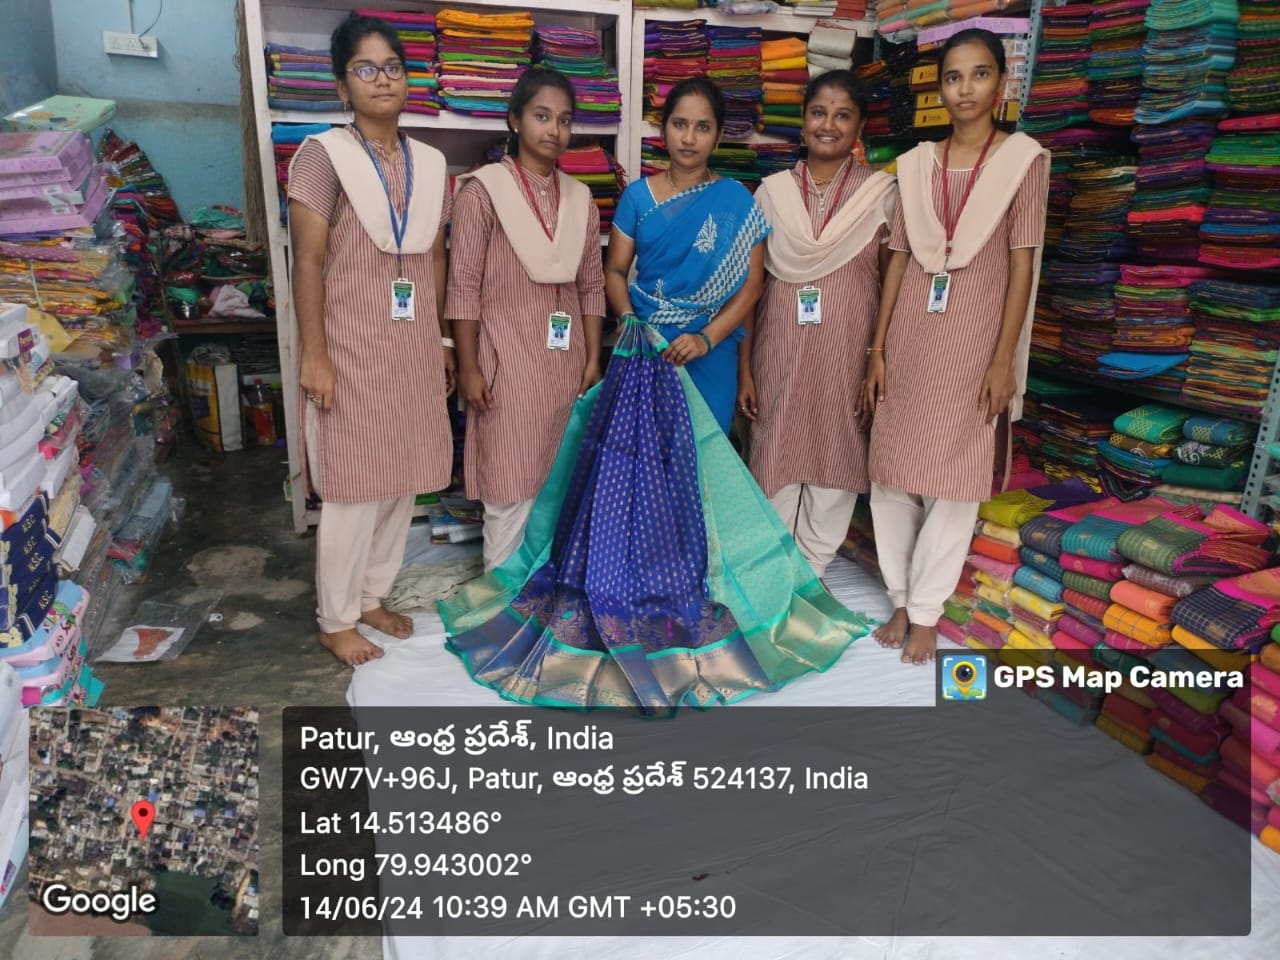 M.S.C
M.S.C
M.S.C
GPS Map Camera
Patur, ఆంధ్ర ప్రదేశ్, India
GW7V+96J, Patur, ఆంధ్ర ప్రదేశ్ 524137, India
Lat 14.513486°
Long 79.943002°
14/06/24 10:39 AM GMT +05:30
Google